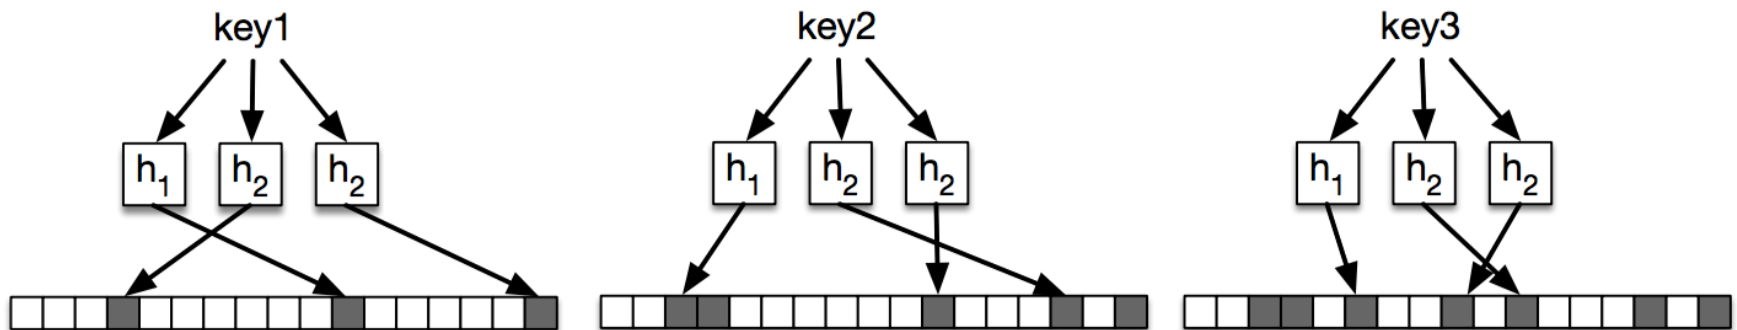 key1 key2 key3
h₁ h₂ h₂ h₁ h₂ h₂ h₁ h₂ h₂